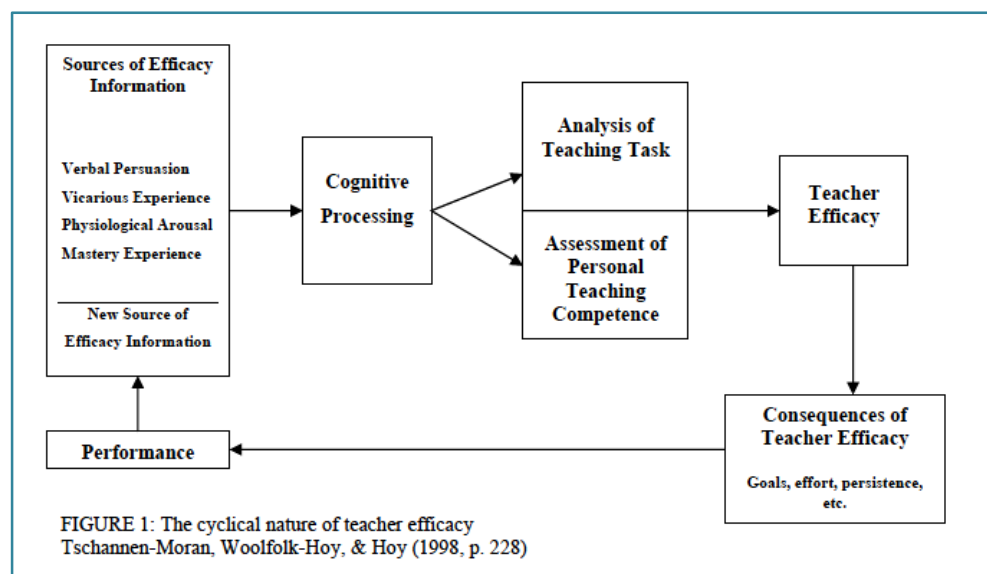 Sources of Efficacy
Information
Verbal Persuasion
Vicarious Experience
Physiological Arousal
Mastery Experience
New Source of
Efficacy Information
Cognitive
Processing
Analysis of
Teaching Task
Assessment of
Personal
Teaching
Competence
Teacher
Efficacy
Consequences of
Teacher Efficacy
Goals, effort, persistence,
etc.
Performance
FIGURE 1: The cyclical nature of teacher efficacy
Tschannen-Moran, Woolfolk-Hoy, & Hoy (1998, p. 228)